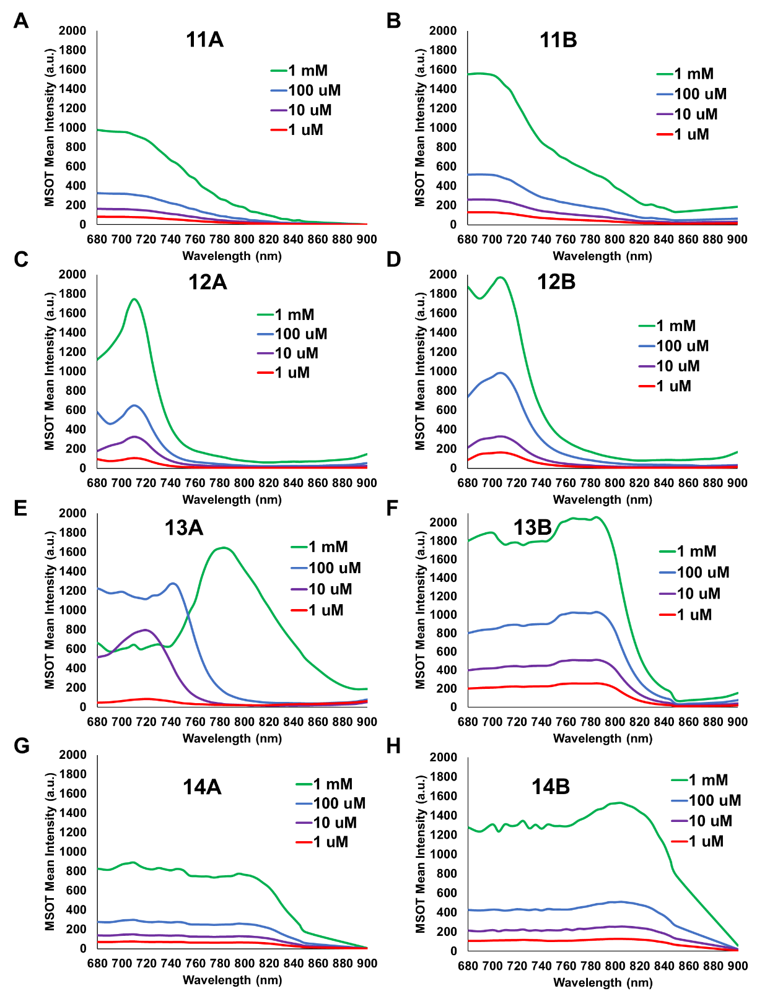 A
11A
2000
1800
1600
1400
1200
1000
800
600
400
200
0
MSOT Mean Intensity (a.u.)
1 mM
100 uM
10 uM
1 uM
680 700 720 740 760 780 800 820 840 860 880 900
Wavelength (nm)
B
11B
2000
1800
1600
1400
1200
1000
800
600
400
200
0
MSOT Mean Intensity (a.u.)
1 mM
100 uM
10 uM
1 uM
680 700 720 740 760 780 800 820 840 860 880 900
Wavelength (nm)
C
12A
2000
1800
1600
1400
1200
1000
800
600
400
200
0
MSOT Mean Intensity (a.u.)
1 mM
100 uM
10 uM
1 uM
680 700 720 740 760 780 800 820 840 860 880 900
Wavelength (nm)
D
12B
2000
1800
1600
1400
1200
1000
800
600
400
200
0
MSOT Mean Intensity (a.u.)
1 mM
100 uM
10 uM
1 uM
680 700 720 740 760 780 800 820 840 860 880 900
Wavelength (nm)
E
13A
2000
1800
1600
1400
1200
1000
800
600
400
200
0
MSOT Mean Intensity (a.u.)
1 mM
100 uM
10 uM
1 uM
680 700 720 740 760 780 800 820 840 860 880 900
Wavelength (nm)
F
13B
2000
1800
1600
1400
1200
1000
800
600
400
200
0
MSOT Mean Intensity (a.u.)
1 mM
100 uM
10 uM
1 uM
680 700 720 740 760 780 800 820 840 860 880 900
Wavelength (nm)
G
14A
2000
1800
1600
1400
1200
1000
800
600
400
200
0
MSOT Mean Intensity (a.u.)
1 mM
100 uM
10 uM
1 uM
680 700 720 740 760 780 800 820 840 860 880 900
Wavelength (nm)
H
14B
2000
1800
1600
1400
1200
1000
800
600
400
200
0
MSOT Mean Intensity (a.u.)
1 mM
100 uM
10 uM
1 uM
680 700 720 740 760 780 800 820 840 860 880 900
Wavelength (nm)